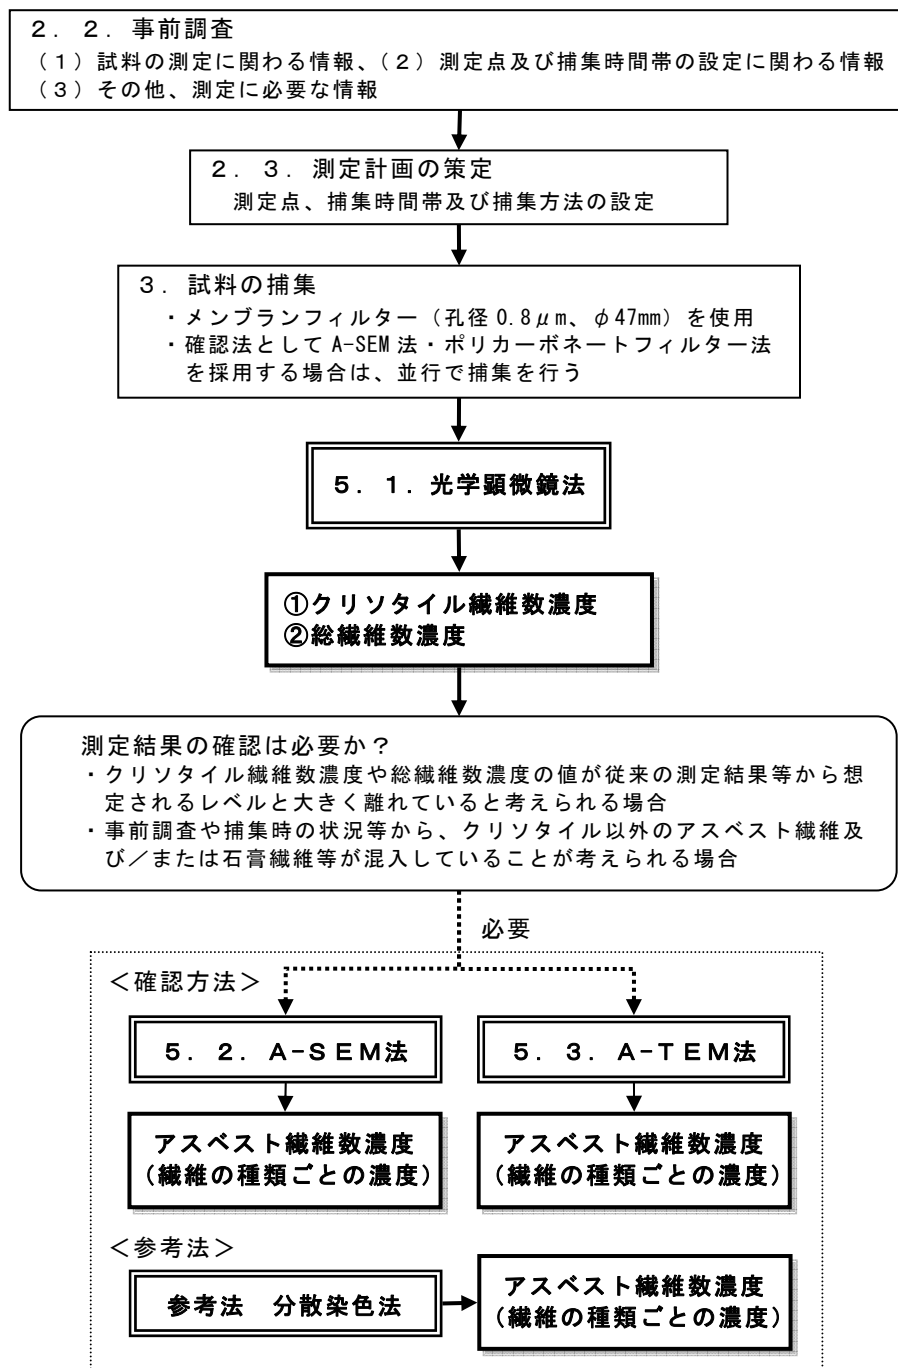 ２．２．事前調査
（１）試料の測定に関わる情報、（２）測定点及び捕集時間帯の設定に関わる情報
（３）その他、測定に必要な情報
２．３．測定計画の策定
測定点、捕集時間帯及び捕集方法の設定
３．試料の捕集
・メンブランフィルター（孔径 0.8μm、φ47mm）を使用
・確認法として A-SEM 法・ポリカーボネートフィルター法
を採用する場合は、並行で捕集を行う
５．１．光学顕微鏡法
①クリソタイル繊維数濃度
②総繊維数濃度
測定結果の確認は必要か？
・クリソタイル繊維数濃度や総繊維数濃度の値が従来の測定結果等から想
定されるレベルと大きく離れていると考えられる場合
・事前調査や捕集時の状況等から、クリソタイル以外のアスベスト繊維及
び／または石膏繊維等が混入していることが考えられる場合
必要
＜確認方法＞
５．２．Ａ-ＳＥＭ法
５．３．Ａ-ＴＥＭ法
アスベスト繊維数濃度
(繊維の種類ごとの濃度)
アスベスト繊維数濃度
(繊維の種類ごとの濃度)
＜参考法＞
参考法　分散染色法
アスベスト繊維数濃度
(繊維の種類ごとの濃度)